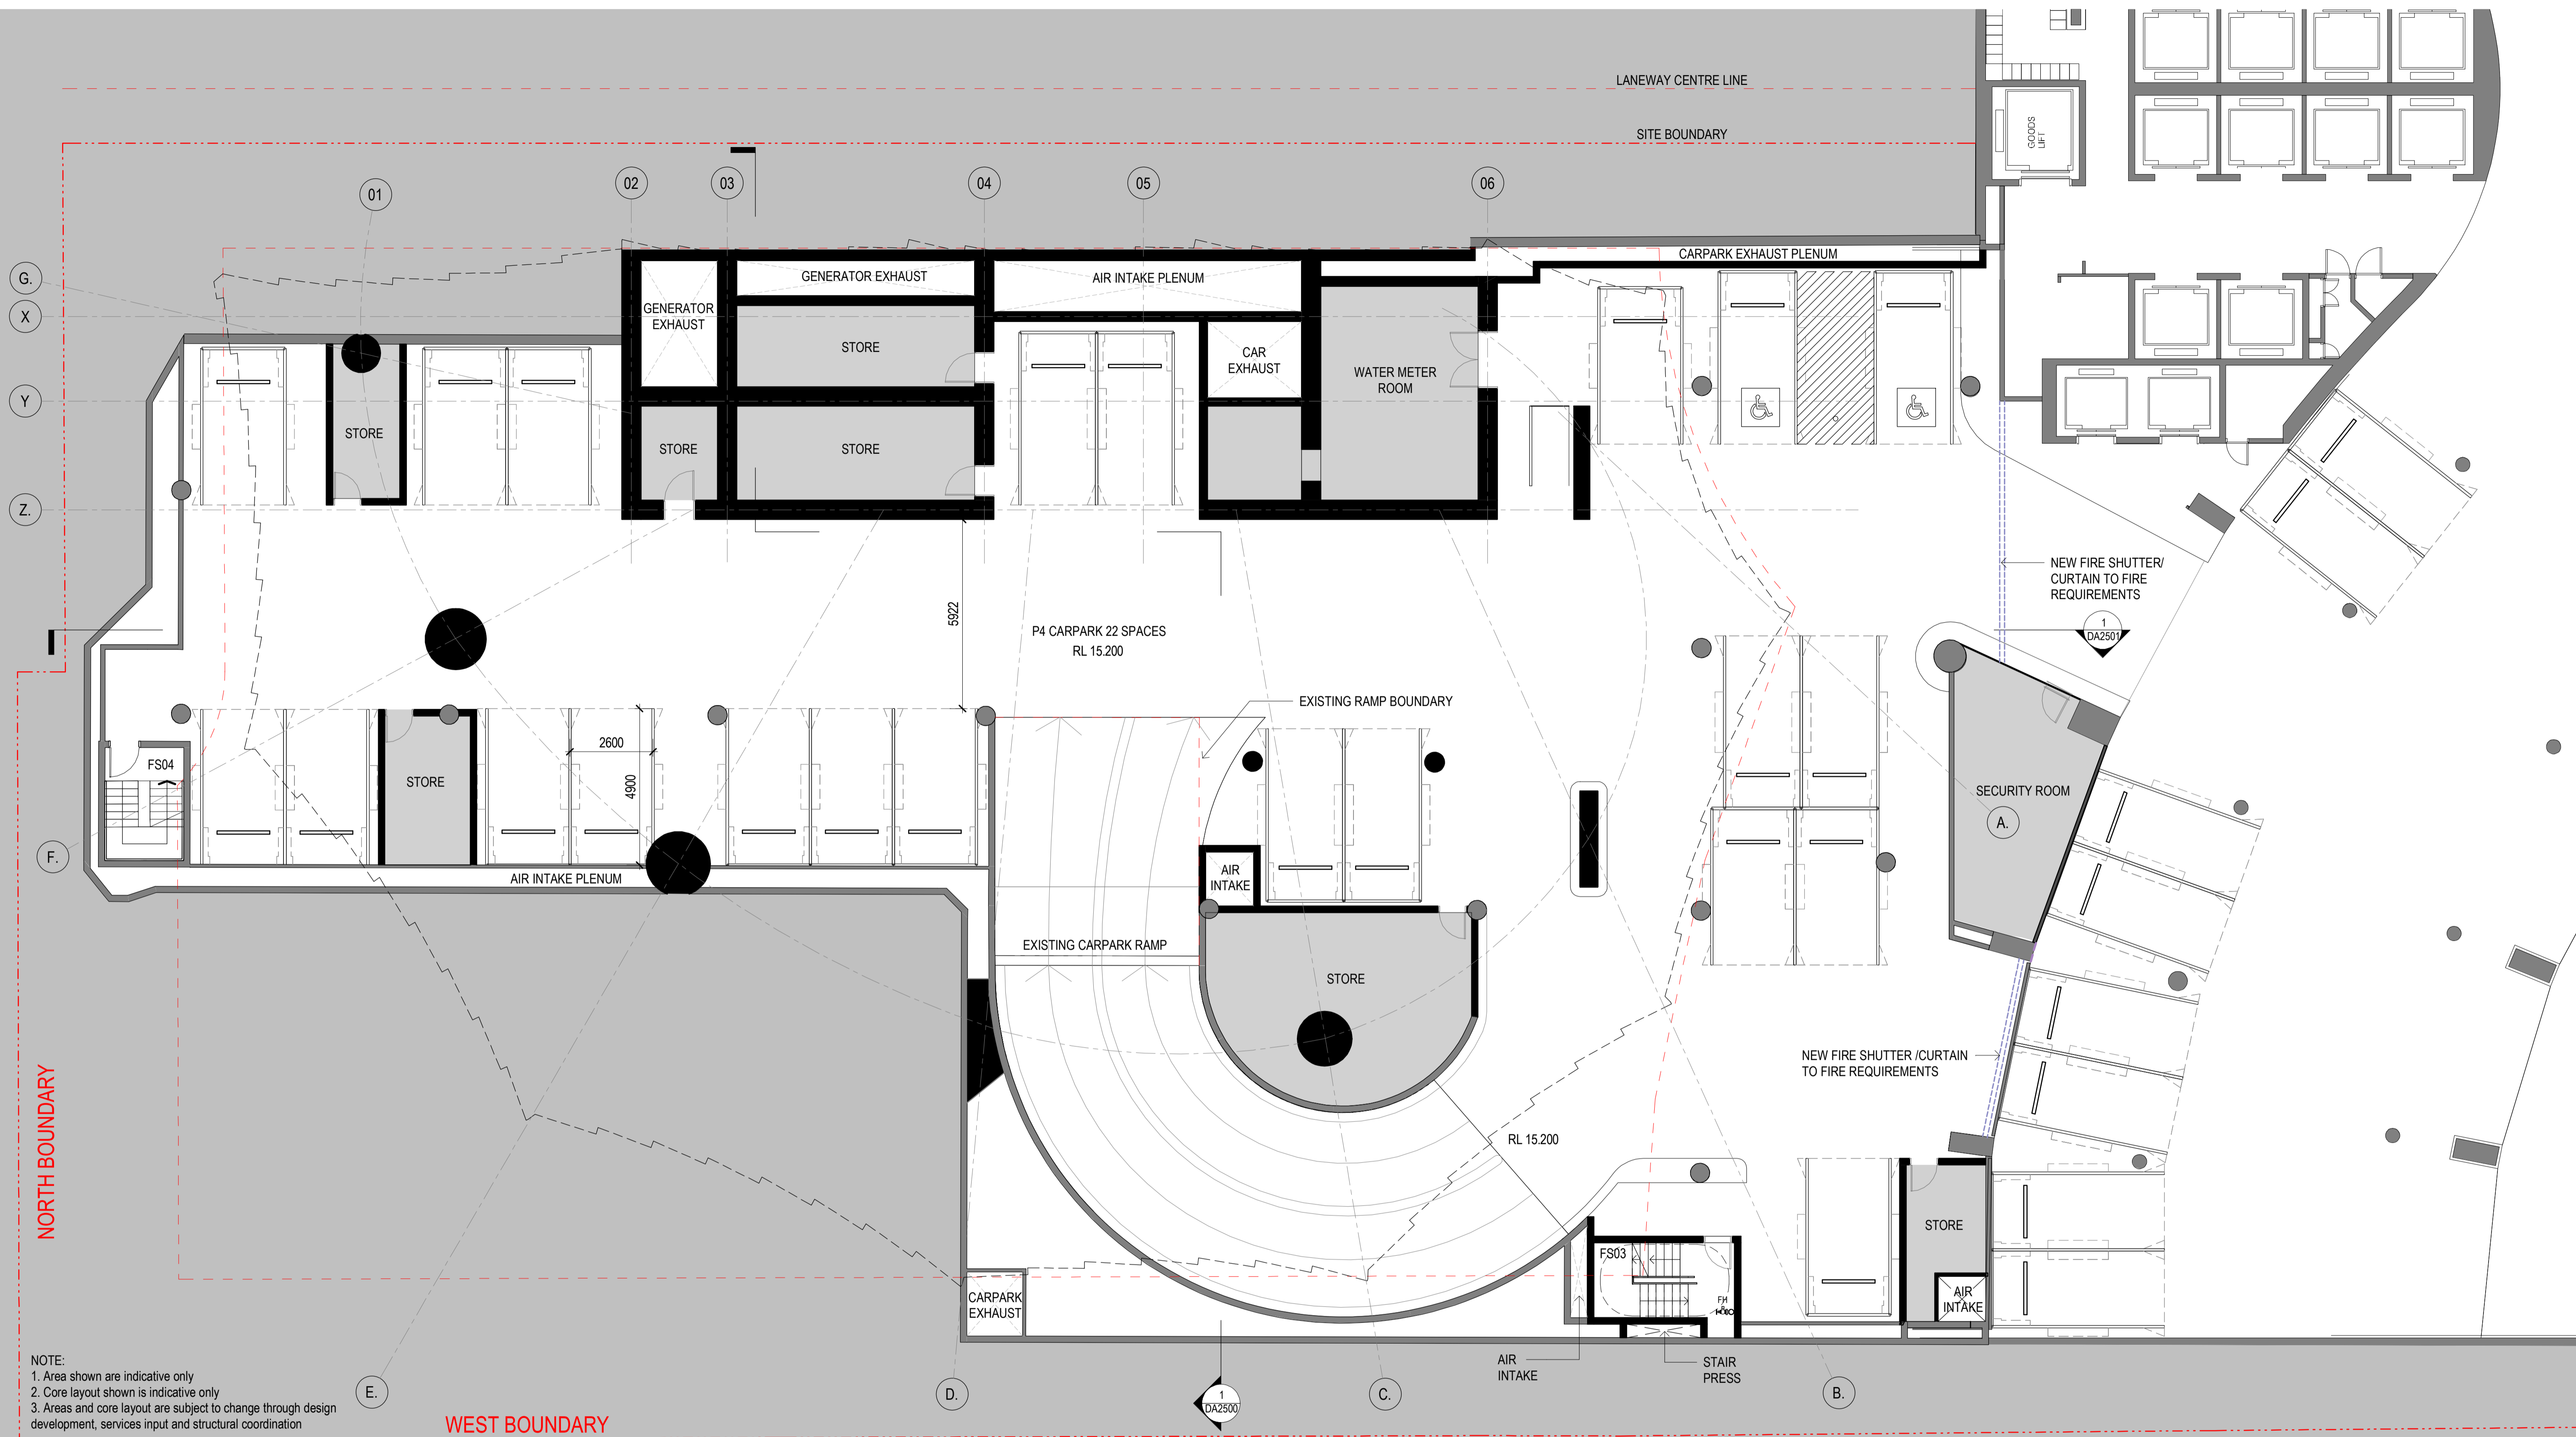 LANEWAY CENTRE LINE
SITE BOUNDARY
GOODS
LIFT
01
02
03
04
05
06
G.
X
Y
Z.
F.
GENERATOR
EXHAUST
GENERATOR EXHAUST
AIR INTAKE PLENUM
CARPARK EXHAUST PLENUM
STORE
CAR
EXHAUST
WATER METER
ROOM
STORE
STORE
STORE
NEW FIRE SHUTTER/
CURTAIN TO FIRE
REQUIREMENTS
1
DA2501
5922
P4 CARPARK 22 SPACES
RL 15.200
EXISTING RAMP BOUNDARY
FS04
STORE
2600
4900
SECURITY ROOM
A.
AIR INTAKE PLENUM
AIR
INTAKE
EXISTING CARPARK RAMP
STORE
NEW FIRE SHUTTER /CURTAIN
TO FIRE REQUIREMENTS
RL 15.200
NORTH BOUNDARY
STORE
FS03
FH
AIR
INTAKE
CARPARK
EXHAUST
AIR
INTAKE
STAIR
PRESS
E.
D.
1
DA2500
C.
B.
NOTE:
1. Area shown are indicative only
2. Core layout shown is indicative only
3. Areas and core layout are subject to change through design
development, services input and structural coordination
WEST BOUNDARY